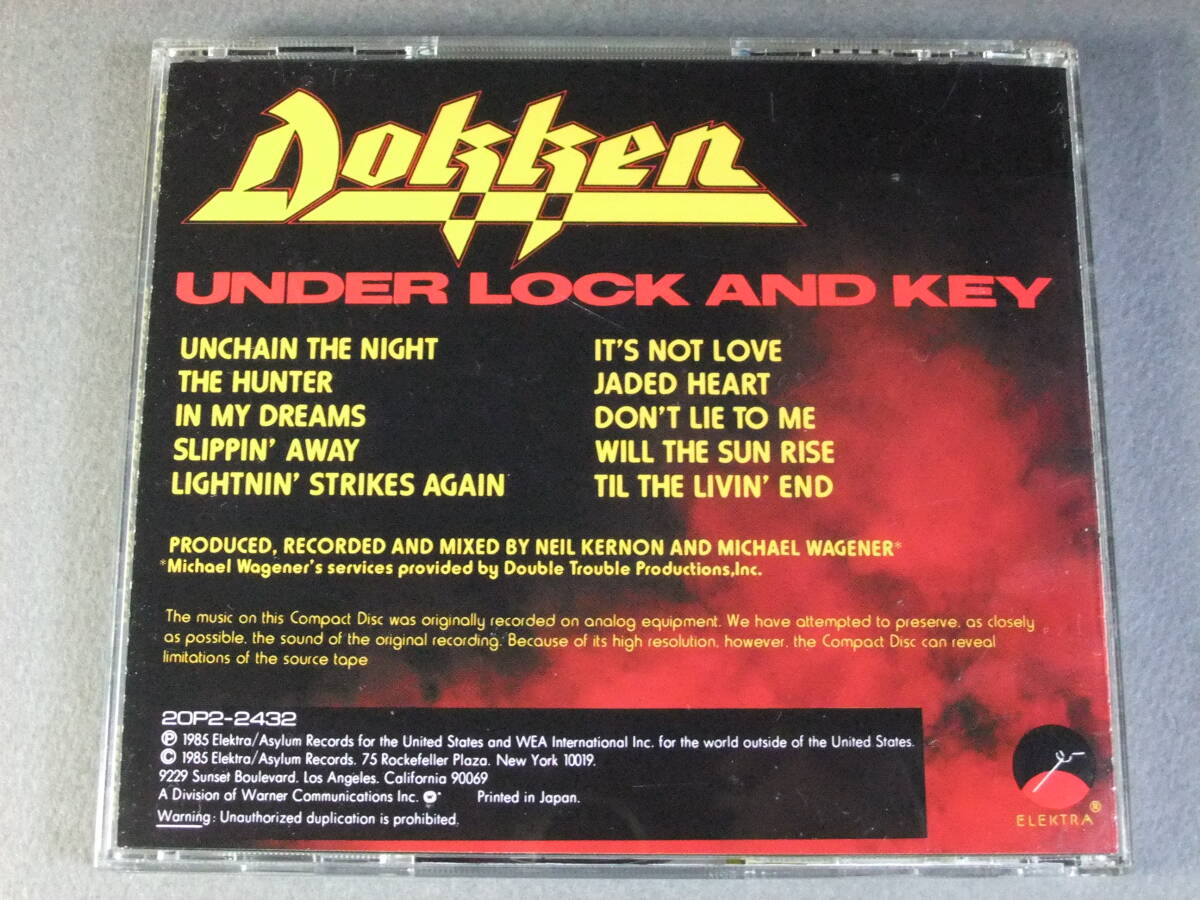 Dokken
UNDER LOCK AND KEY
UNCHAIN THE NIGHT
THE HUNTER
IN MY DREAMS
SLIPPIN' AWAY
LIGHTNIN' STRIKES AGAIN
IT'S NOT LOVE
JADED HEART
DON'T LIE TO ME
WILL THE SUN RISE
TIL THE LIVIN' END
PRODUCED, RECORDED AND MIXED BY NEIL KERNON AND MICHAEL WAGENER*
*Michael Wagener's services provided by Double Trouble Productions,Inc.
The music on this Compact Disc was originally recorded on analog equipment. We have attempted to preserve, as closely
as possible, the sound of the original recording. Because of its high resolution, however, the Compact Disc can reveal
limitations of the source tape
20P2-2432
℗ 1985 Elektra/Asylum Records for the United States and WEA International Inc. for the world outside of the United States.
© 1985 Elektra/Asylum Records. 75 Rockefeller Plaza. New York 10019.
9229 Sunset Boulevard. Los Angeles. California 90069
A Division of Warner Communications Inc. Printed in Japan.
Warning: Unauthorized duplication is prohibited.
ELEKTRA ®